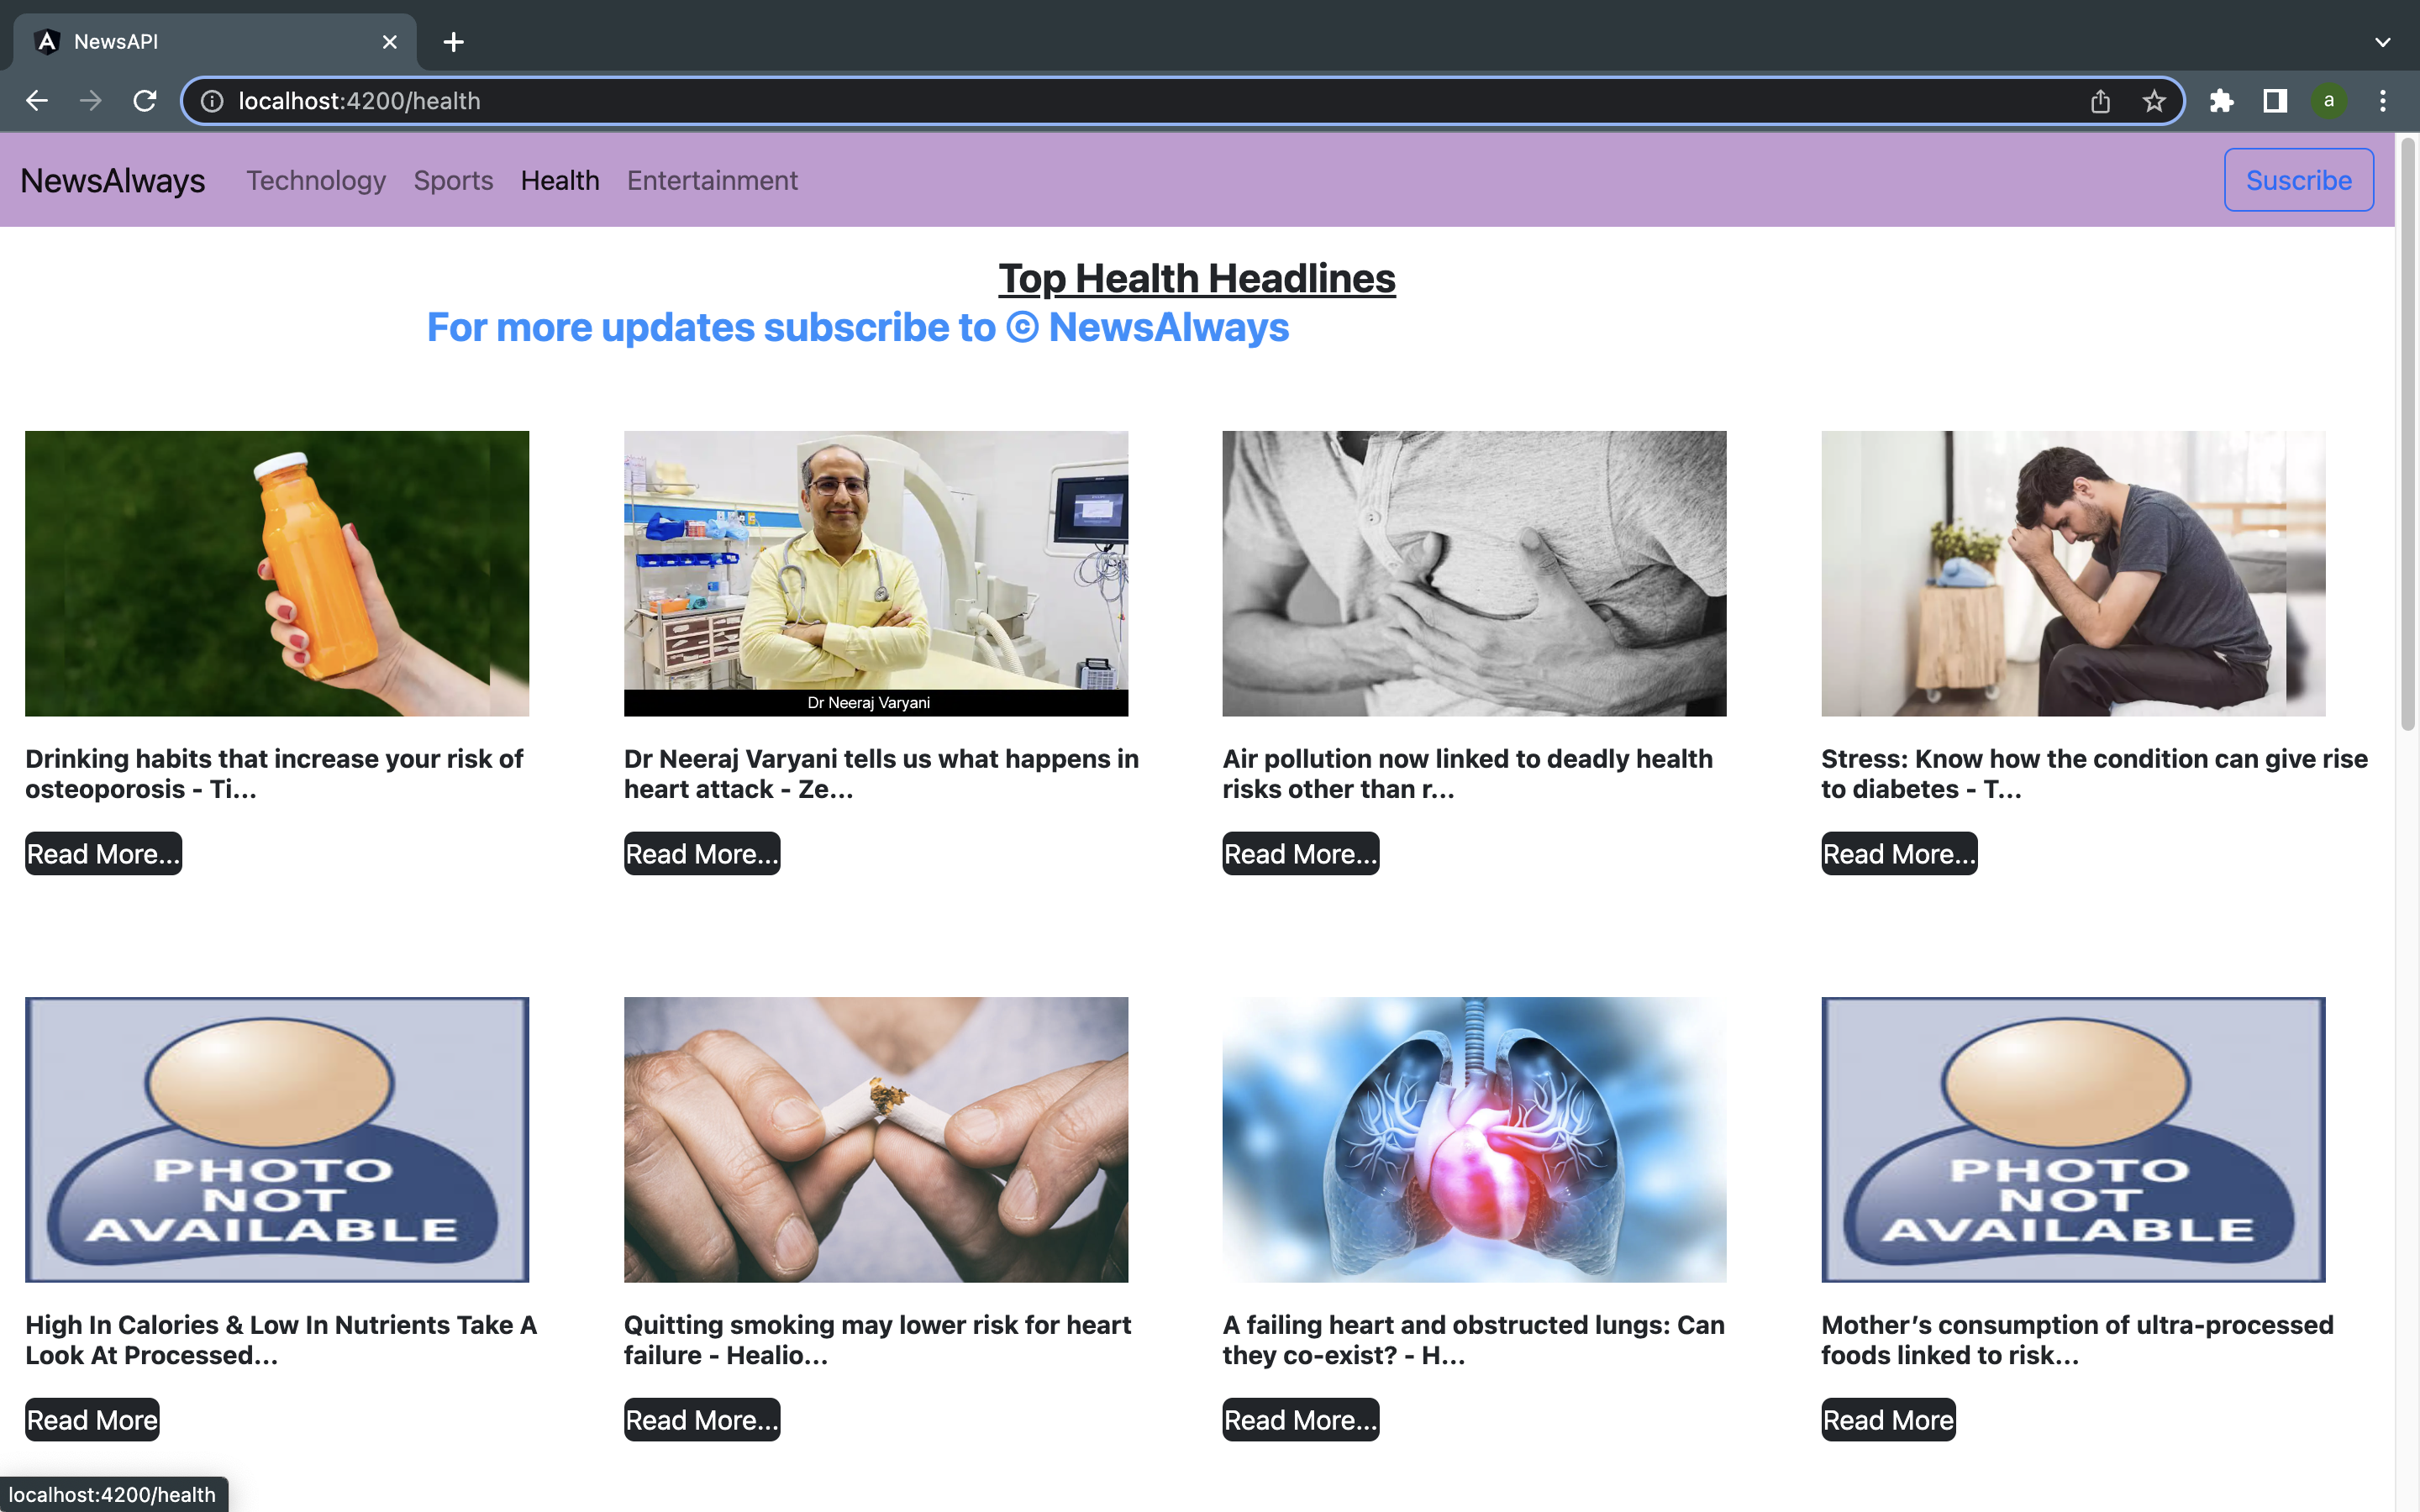 NewsAPI
localhost:4200/health
a
NewsAlways Technology Sports Health Entertainment Suscribe
Top Health Headlines
For more updates subscribe to © NewsAlways
Dr Neeraj Varyani
Drinking habits that increase your risk of
osteoporosis - Ti...
Read More...
Dr Neeraj Varyani tells us what happens in
heart attack - Ze...
Read More...
Air pollution now linked to deadly health
risks other than r...
Read More...
Stress: Know how the condition can give rise
to diabetes - T...
Read More...
PHOTO
NOT
AVAILABLE
High In Calories & Low In Nutrients Take A
Look At Processed...
Read More
Quitting smoking may lower risk for heart
failure - Healio...
Read More...
A failing heart and obstructed lungs: Can
they co-exist? - H...
Read More...
PHOTO
NOT
AVAILABLE
Mother’s consumption of ultra-processed
foods linked to risk...
Read More
localhost:4200/health